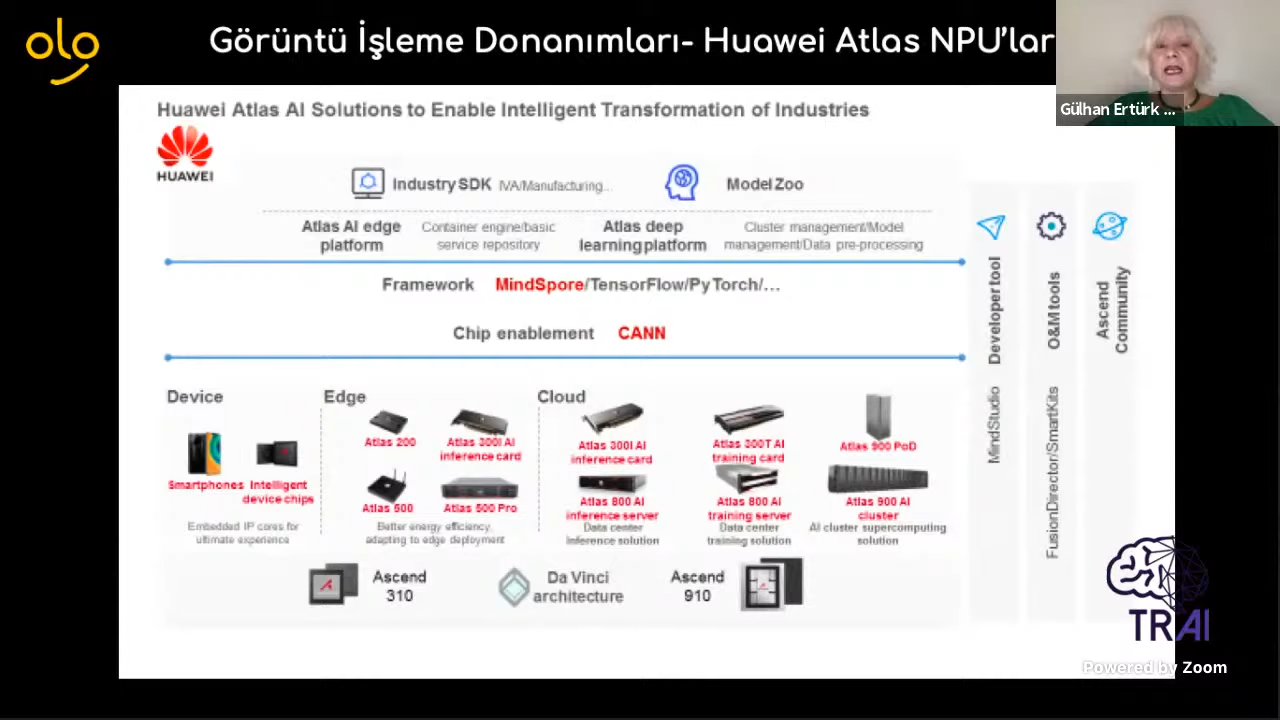 olo
Görüntü İşleme Donanımları- Huawei Atlas NPU'lar
Gülhan Ertürk ...
Huawei Atlas AI Solutions to Enable Intelligent Transformation of Industries
HUAWEI
Industry SDK IVA/Manufacturing...
Model Zoo
Atlas AI edge
platform
Container engine/basic
service repository
Atlas deep
learning platform
Cluster management/Model
management/Data pre-processing
Framework MindSpore/TensorFlow/PyTorch/...
Chip enablement CANN
Device
Smartphones
Intelligent
device chips
Embedded IP cores for
ultimate experience
Edge
Atlas 200
Atlas 300I AI
inference card
Atlas 500
Atlas 500 Pro
Better energy efficiency,
adapting to edge deployment
Cloud
Atlas 300I AI
inference card
Atlas 300T AI
training card
Atlas 900 PoD
Atlas 800 AI
inference server
Data center
inference solution
Atlas 800 AI
training server
Data center
training solution
Atlas 900 AI
cluster
AI cluster supercomputing
solution
Ascend
310
Da Vinci
architecture
Ascend
910
Developer tool
MindStudio
O&M tools
FusionDirector/SmartKits
Ascend
Community
TRAI
Powered by Zoom